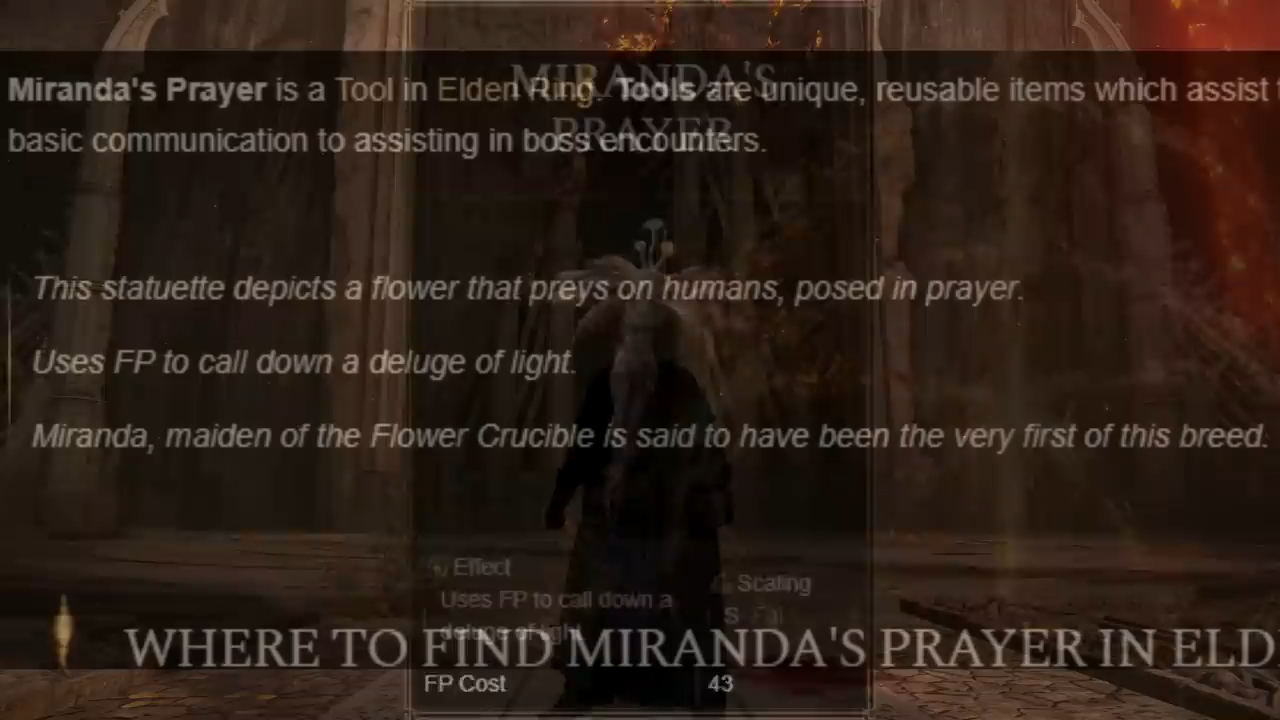 MIRANDA'S
PRAYER
Miranda's Prayer is a Tool in Elden Ring. Tools are unique, reusable items which assist
basic communication to assisting in boss encounters.
This statuette depicts a flower that preys on humans, posed in prayer.
Uses FP to call down a deluge of light.
Miranda, maiden of the Flower Crucible is said to have been the very first of this breed.
Effect
Scaling
Uses FP to call down a
S
deluge of light
WHERE TO FIND MIRANDA'S PRAYER IN ELD
FP Cost 43